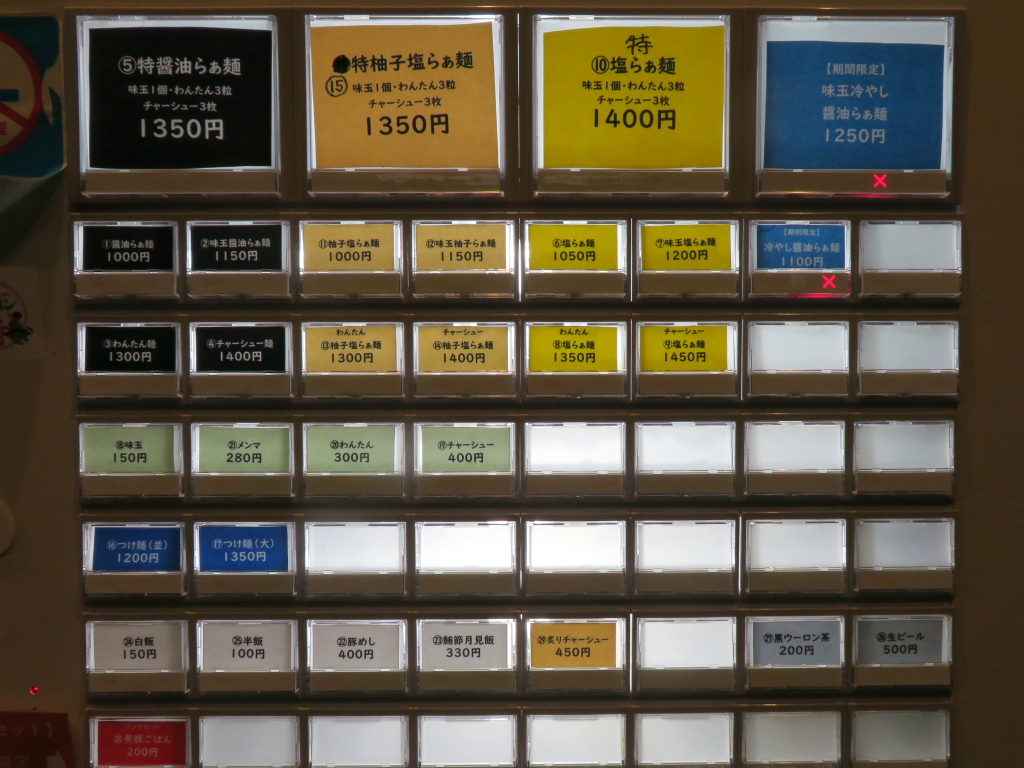 ⑤特醤油らぁ麺
味玉1個・わんたん3粒
チャーシュー3枚
1350円
特柚子塩らぁ麺
⑮ 味玉1個・わんたん3粒
チャーシュー3枚
1350円
特
⑩塩らぁ麺
味玉1個・わんたん3粒
チャーシュー3枚
1400円
【期間限定】
味玉冷やし
醤油らぁ麺
1250円
①醤油らぁ麺
1000円
②味玉醤油らぁ麺
1150円
⑪柚子塩らぁ麺
1000円
⑫味玉柚子らぁ麺
1150円
⑥塩らぁ麺
1050円
⑦味玉塩らぁ麺
1200円
【期間限定】
冷やし醤油らぁ麺
1100円
③わんたん麺
1300円
④チャーシュー麺
1400円
わんたん
⑬柚子塩らぁ麺
1300円
チャーシュー
⑭柚子塩らぁ麺
1400円
わんたん
⑧塩らぁ麺
1350円
チャーシュー
⑨塩らぁ麺
1450円
⑱味玉
150円
㉑メンマ
280円
⑳わんたん
300円
⑲チャーシュー
400円
⑯つけ麺(並)
1200円
⑰つけ麺(大)
1350円
㉔白飯
150円
㉕半飯
100円
㉒豚めし
400円
㉓鮪節月見飯
330円
㉙炙りチャーシュー
450円
㉗黒ウーロン茶
200円
㉖生ビール
500円
ランチセット
㉘煮豚ごはん
200円
セット】
限定